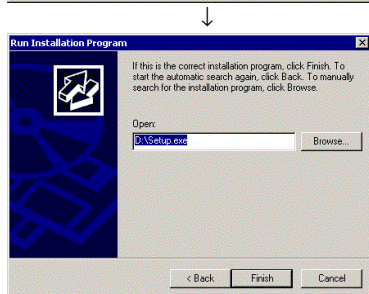 Run Installation Program
If this is the correct installation program, click Finish. To
start the automatic search again, click Back. To manually
search for the installation program, click Browse.
Open:
D:\Setup.exe
Browse...
< Back
Finish
Cancel